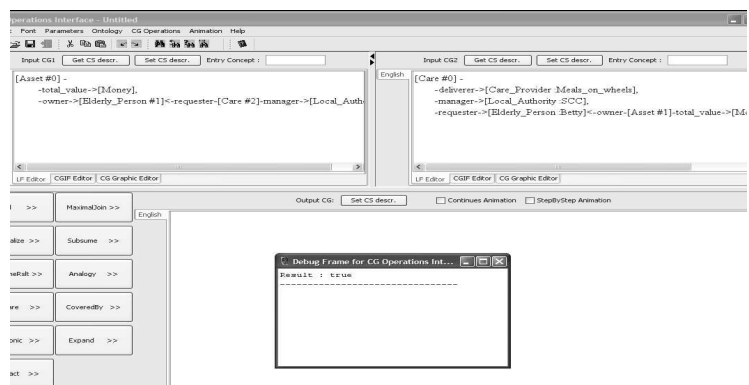 Operations Interface - Untitled
Font Parameters Ontology CG Operations Animation Help
Input CG1 Get CS descr. Set CS descr. Entry Concept :
Input CG2 Get CS descr. Set CS descr. Entry Concept :
[Asset #0] -
-total_value->[Money],
-owner->[Elderly_Person #1]<-requester-[Care #2]-manager->[Local_Autho
English
[Care #0] -
-deliverer->[Care_Provider :Meals_on_wheels],
-manager->[Local_Authority :SCC],
-requester->[Elderly_Person :Betty]<-owner-[Asset #1]-total_value->[Mo
LF Editor CGIF Editor CG Graphic Editor
LF Editor CGIF Editor CG Graphic Editor
>> MaximalJoin >>
English
Output CG: Set CS descr. Continues Animation StepByStep Animation
alize >> Subsume >>
Debug Frame for CG Operations Int...
Result : true
--------------------------------
neRslt >> Analogy >>
are >> CoveredBy >>
onic >> Expand >>
act >>